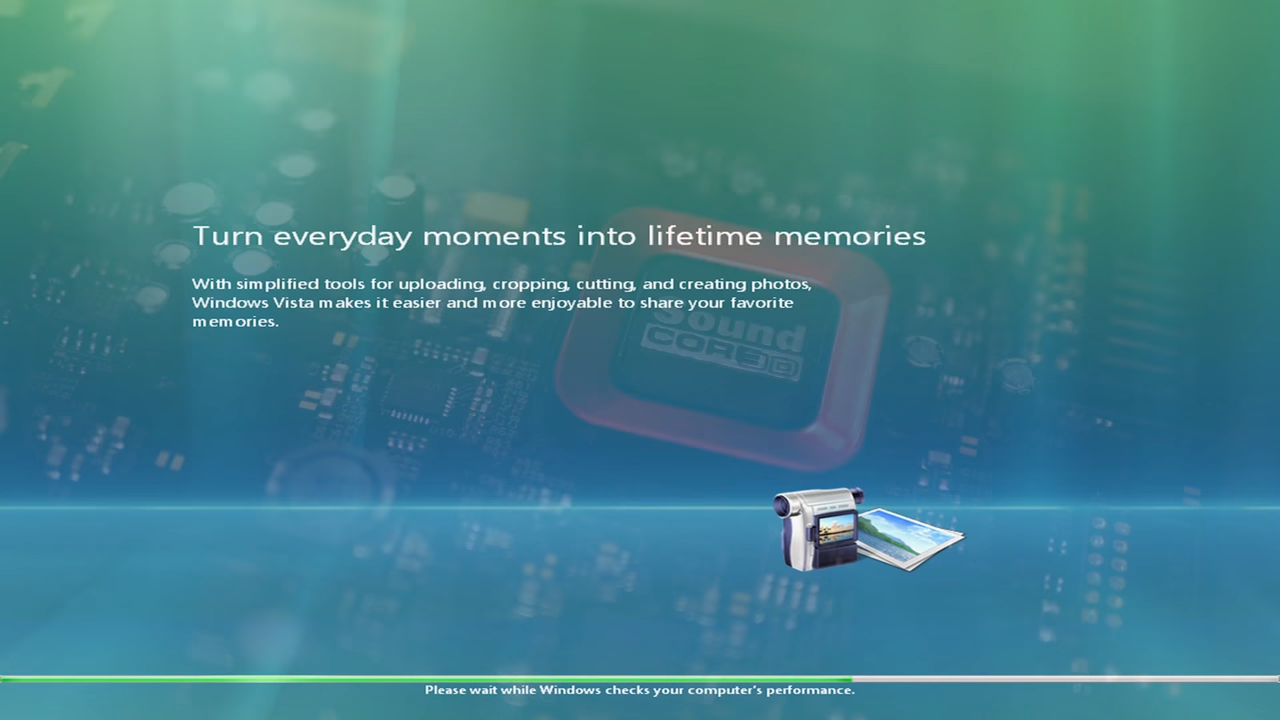 Turn everyday moments into lifetime memories
With simplified tools for uploading, cropping, cutting, and creating photos,
Windows Vista makes it easier and more enjoyable to share your favorite
memories.
Sound
CORE3D
Please wait while Windows checks your computer's performance.